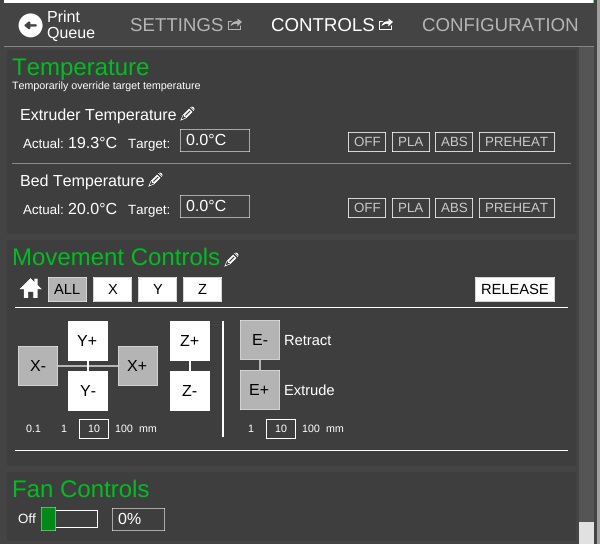 Print
Queue
SETTINGS CONTROLS CONFIGURATION
Temperature
Temporarily override target temperature
Extruder Temperature
Actual: 19.3°C Target: 0.0°C OFF PLA ABS PREHEAT
Bed Temperature
Actual: 20.0°C Target: 0.0°C OFF PLA ABS PREHEAT
Movement Controls
ALL X Y Z RELEASE
Y+ Z+ E- Retract
X- X+
Y- Z- E+ Extrude
0.1 1 10 100 mm 1 10 100 mm
Fan Controls
Off 0%